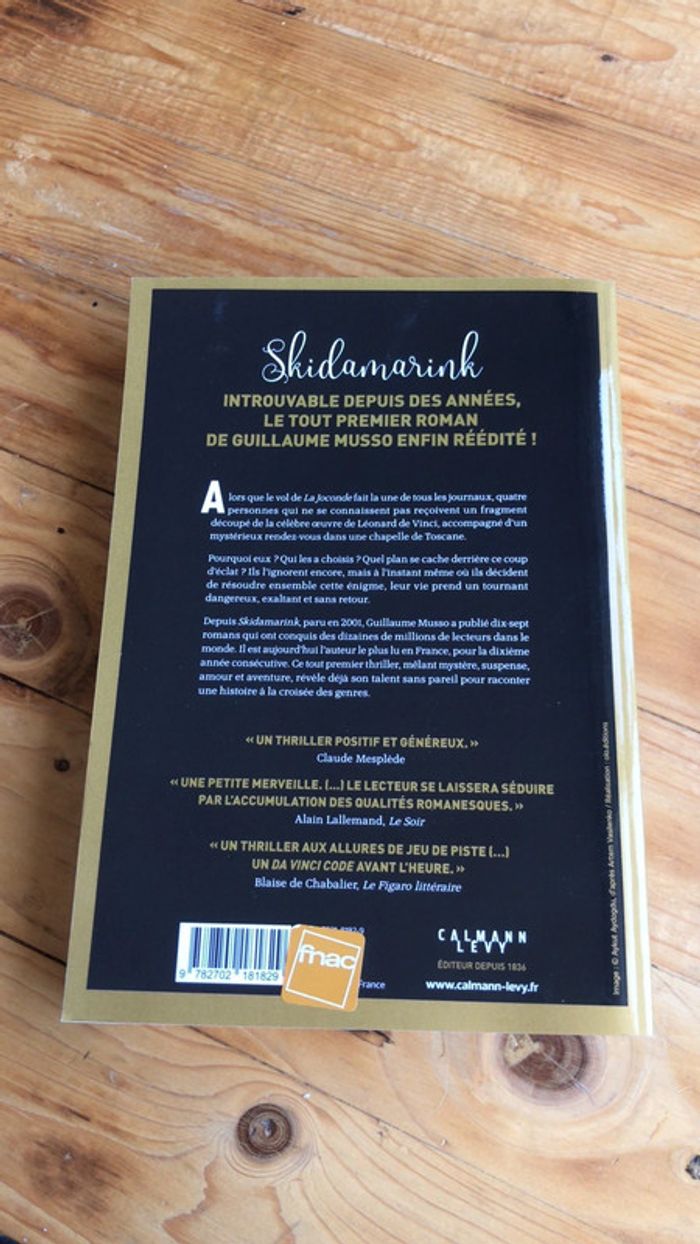 Skidamarink
INTROUVABLE DEPUIS DES ANNÉES,
LE TOUT PREMIER ROMAN
DE GUILLAUME MUSSO ENFIN RÉÉDITÉ !
Alors que le vol de La Joconde fait la une de tous les journaux, quatre
personnes qui ne se connaissent pas reçoivent un fragment
découpé de la célèbre œuvre de Léonard de Vinci, accompagné d'un
mystérieux rendez-vous dans une chapelle de Toscane.
Pourquoi eux ? Qui les a choisis ? Quel plan se cache derrière ce coup
d'éclat ? Ils l'ignorent encore, mais à l'instant même où ils décident
de résoudre ensemble cette énigme, leur vie prend un tournant
dangereux, exaltant et sans retour.
Depuis Skidamarink, paru en 2001, Guillaume Musso a publié dix-sept
romans qui ont conquis des dizaines de millions de lecteurs dans le
monde. Il est aujourd'hui l'auteur le plus lu en France, pour la dixième
année consécutive. Ce tout premier thriller, mêlant mystère, suspense,
amour et aventure, révèle déjà son talent sans pareil pour raconter
une histoire à la croisée des genres.
« UN THRILLER POSITIF ET GÉNÉREUX. »
Claude Mesplède
« UNE PETITE MERVEILLE. (...) LE LECTEUR SE LAISSERA SÉDUIRE
PAR L'ACCUMULATION DES QUALITÉS ROMANESQUES. »
Alain Lallemand, Le Soir
« UN THRILLER AUX ALLURES DE JEU DE PISTE (...)
UN DA VINCI CODE AVANT L'HEURE. »
Blaise de Chabalier, Le Figaro littéraire
9 782702 181829
fnac
France
CALMANN
LEVY
ÉDITEUR DEPUIS 1836
www.calmann-levy.fr
Image : © Aykut Aydogdu, d'après Artem Vasilenko / Réalisation : olo.éditions